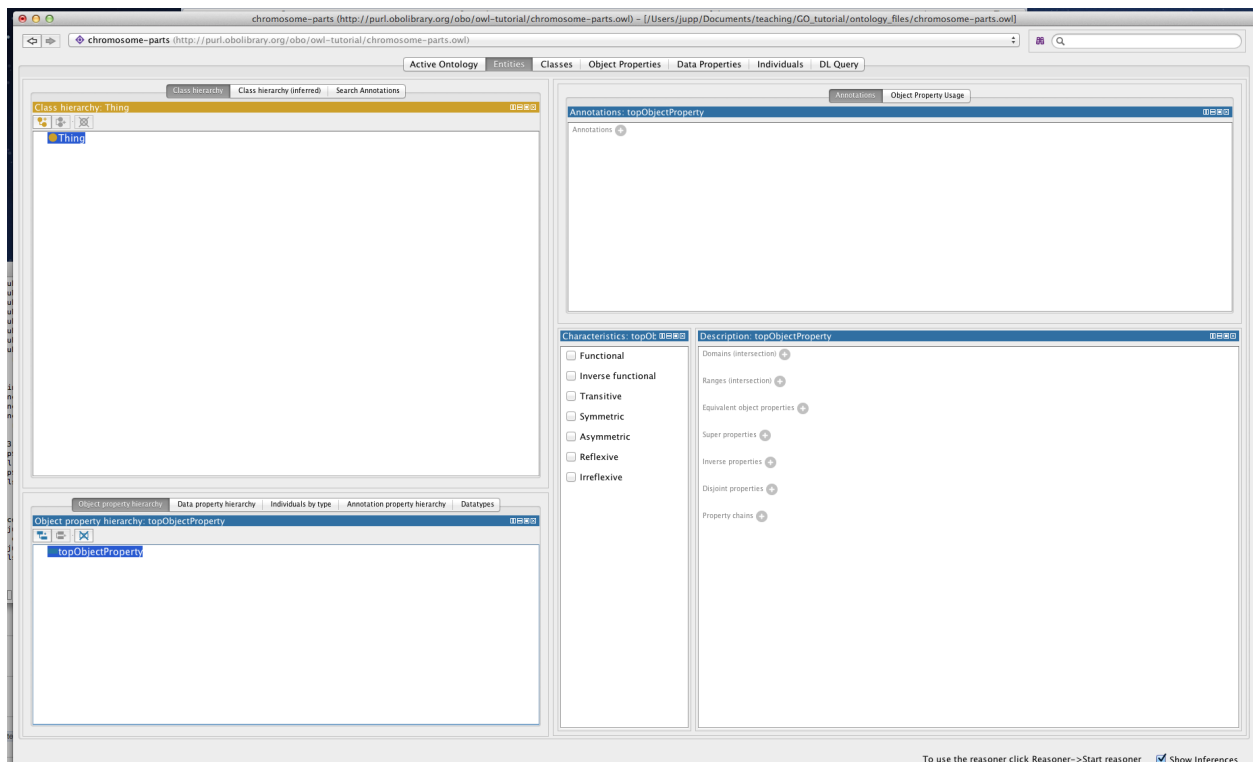 chromosome-parts (http://purl.obolibrary.org/obo/owl-tutorial/chromosome-parts.owl) – [/Users/jupp/Documents/teaching/GO_tutorial/ontology_files/chromosome-parts.owl]
chromosome-parts (http://purl.obolibrary.org/obo/owl-tutorial/chromosome-parts.owl)
Active Ontology Entities Classes Object Properties Data Properties Individuals DL Query
Class hierarchy Class hierarchy (inferred) Search Annotations
Class hierarchy: Thing
Thing
Annotations Object Property Usage
Annotations: topObjectProperty
Annotations
Characteristics: topOb
Functional
Inverse functional
Transitive
Symmetric
Asymmetric
Reflexive
Irreflexive
Description: topObjectProperty
Domains (intersection)
Ranges (intersection)
Equivalent object properties
Super properties
Inverse properties
Disjoint properties
Property chains
Object property hierarchy Data property hierarchy Individuals by type Annotation property hierarchy Datatypes
Object property hierarchy: topObjectProperty
topObjectProperty
To use the reasoner click Reasoner->Start reasoner Show Inferences